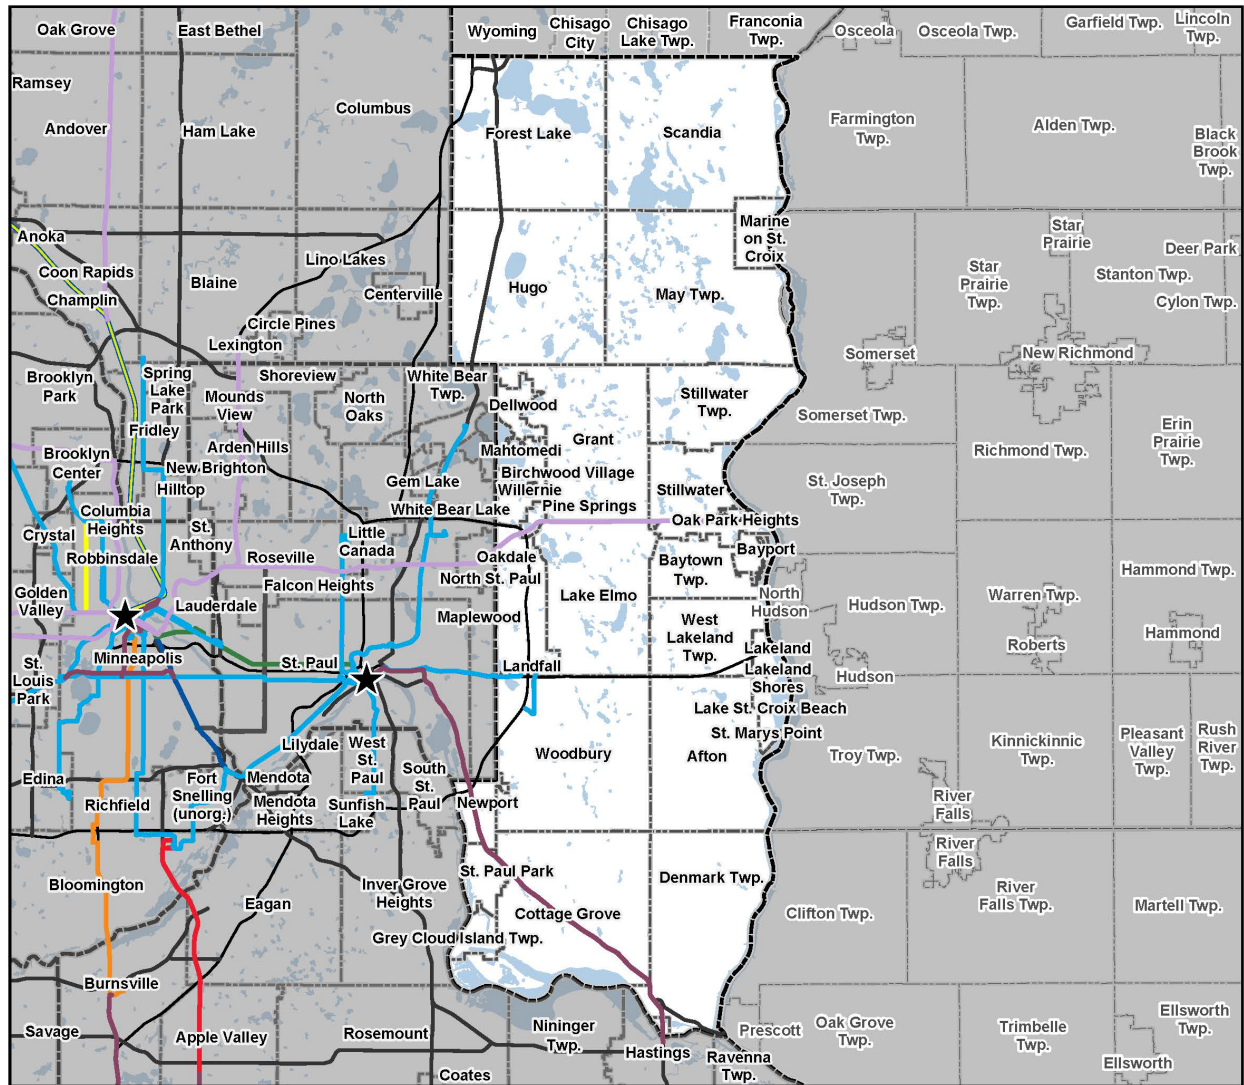 Oak Grove
East Bethel
Wyoming
Chisago
City
Chisago
Lake Twp.
Franconia
Twp.
Osceola
Osceola Twp.
Garfield Twp.
Lincoln
Twp.
Ramsey
Andover
Ham Lake
Columbus
Forest Lake
Scandia
Farmington
Twp.
Alden Twp.
Black
Brook
Twp.
Anoka
Coon Rapids
Champlin
Blaine
Lino Lakes
Centerville
Circle Pines
Lexington
Hugo
May Twp.
Marine
on St.
Croix
Star
Prairie
Star
Prairie
Twp.
Deer Park
Stanton Twp.
Cylon Twp.
Somerset
New Richmond
Brooklyn
Park
Spring
Lake
Park
Fridley
Mounds
View
Shoreview
North
Oaks
White Bear
Twp.
Dellwood
Grant
Stillwater
Twp.
Somerset Twp.
Richmond Twp.
Erin
Prairie
Twp.
Brooklyn
Center
Arden Hills
New Brighton
Hilltop
Gem Lake
Mahtomedi
Birchwood Village
Willernie
Pine Springs
Stillwater
St. Joseph
Twp.
Crystal
Columbia
Heights
Robbinsdale
St.
Anthony
Roseville
Little
Canada
White Bear Lake
Oakdale
North St. Paul
Oak Park Heights
Baytown
Twp.
Bayport
Golden
Valley
Lauderdale
Falcon Heights
Maplewood
Lake Elmo
West
Lakeland
Twp.
North
Hudson
Hudson Twp.
Warren Twp.
Roberts
Hammond Twp.
Hammond
St.
Louis
Park
Minneapolis
St. Paul
Landfall
Lakeland
Lakeland
Shores
Hudson
Lake St. Croix Beach
St. Marys Point
Edina
Richfield
Fort
Snelling
(unorg.)
Lilydale
Mendota
Mendota
Heights
West
St.
Paul
Sunfish
Lake
South
St.
Paul
Newport
Woodbury
Afton
Troy Twp.
Kinnickinnic
Twp.
Pleasant
Valley
Twp.
Rush
River
Twp.
River
Falls
River
Falls
Bloomington
Eagan
Inver Grove
Heights
St. Paul Park
Cottage Grove
Grey Cloud Island Twp.
Denmark Twp.
Clifton Twp.
River
Falls Twp.
Martell Twp.
Burnsville
Savage
Apple Valley
Rosemount
Coates
Nininger
Twp.
Hastings
Ravenna
Twp.
Prescott
Oak Grove
Twp.
Trimbelle
Twp.
Ellsworth
Twp.
Ellsworth